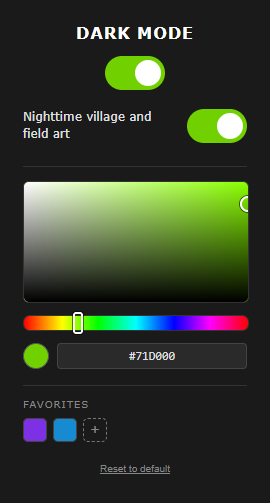 DARK MODE
Nighttime village and
field art
#71D000
FAVORITES
+
Reset to default